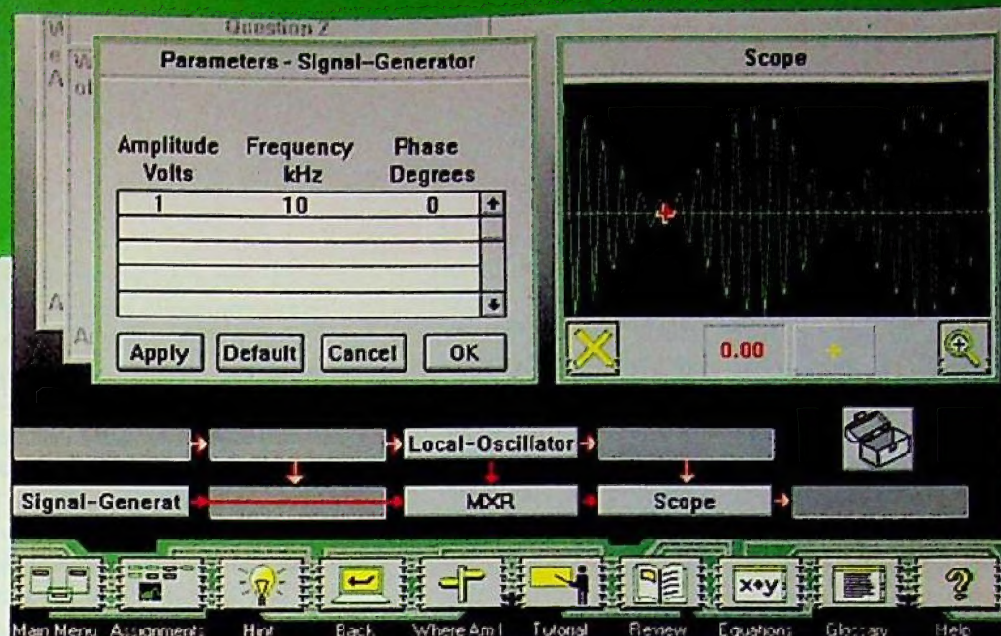 Question 2
Parameters - Signal-Generator
Scope
Amplitude Frequency Phase
Volts kHz Degrees
1 10 0
Apply Default Cancel OK
0.00
Local-Oscillator
Signal-Generat MXR Scope
x+y ?
Main Menu Assignments Hint Back Where Am I Tutorial Review Equations Glossary Help